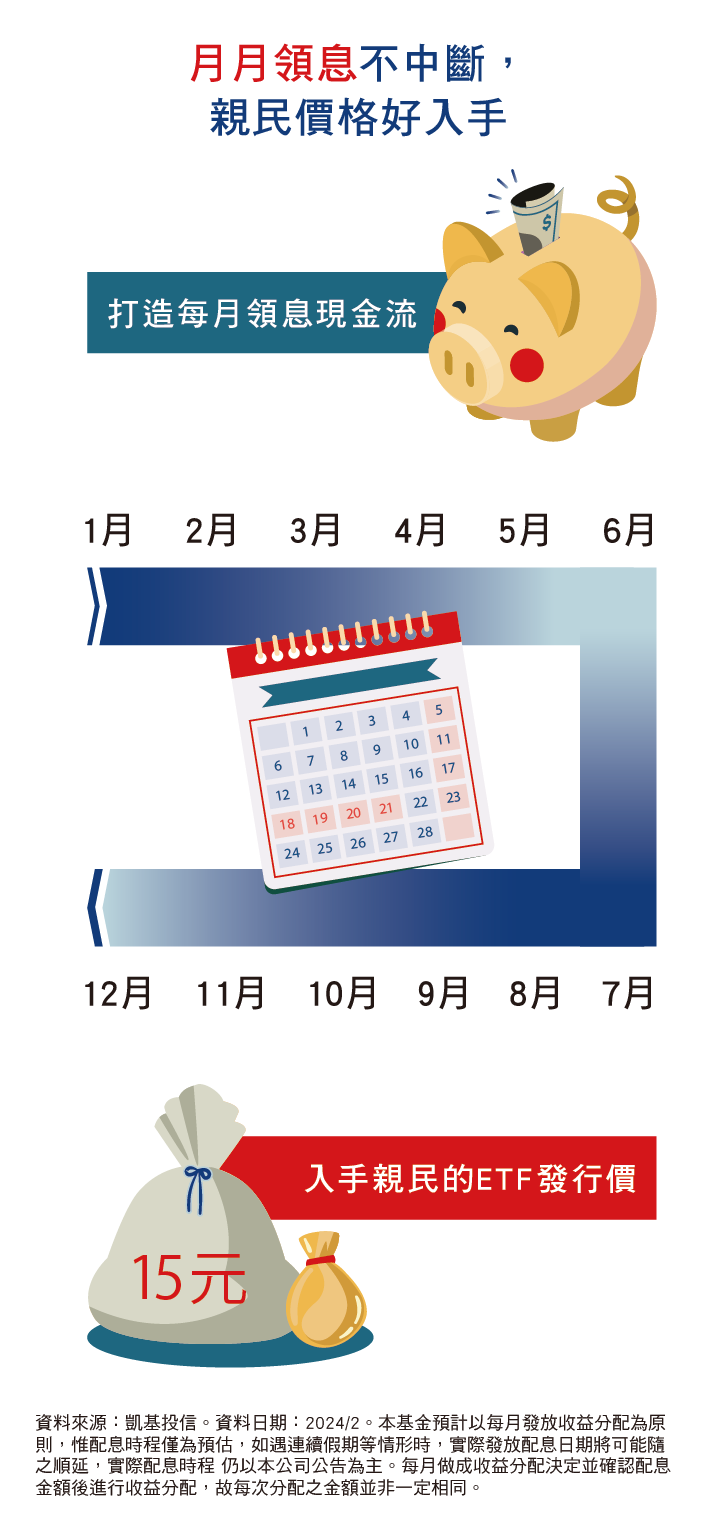 月月領息不中斷，
親民價格好入手
$
打造每月領息現金流
1月 2月 3月 4月 5月 6月
1 2 3 4 5
6 7 8 9 10 11
12 13 14 15 16 17
18 19 20 21 22 23
24 25 26 27 28
12月 11月 10月 9月 8月 7月
入手親民的ETF發行價
15元
資料來源：凱基投信。資料日期：2024/2。本基金預計以每月發放收益分配為原
則，惟配息時程僅為預估，如遇連續假期等情形時，實際發放配息日期將可能隨
之順延，實際配息時程 仍以本公司公告為主。每月做成收益分配決定並確認配息
金額後進行收益分配，故每次分配之金額並非一定相同。